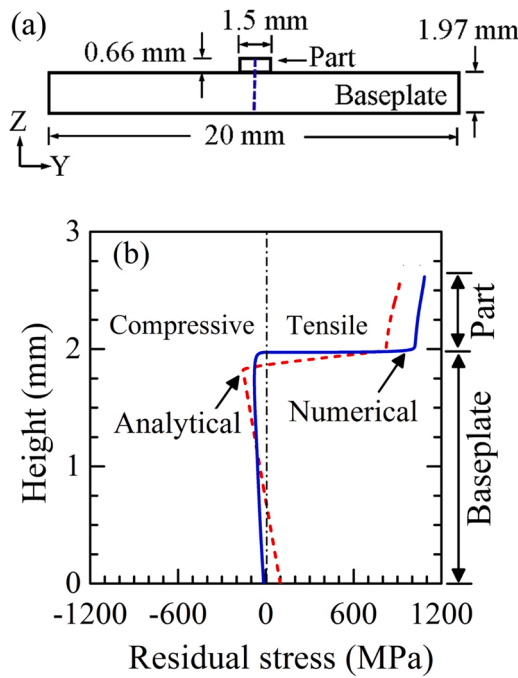 (a)
1.5 mm
0.66 mm
Part
1.97 mm
Baseplate
20 mm
Z
Y
(b)
3
2
1
0
Height (mm)
Compressive
Tensile
Analytical
Numerical
Part
Baseplate
-1200 -600 0 600 1200
Residual stress (MPa)